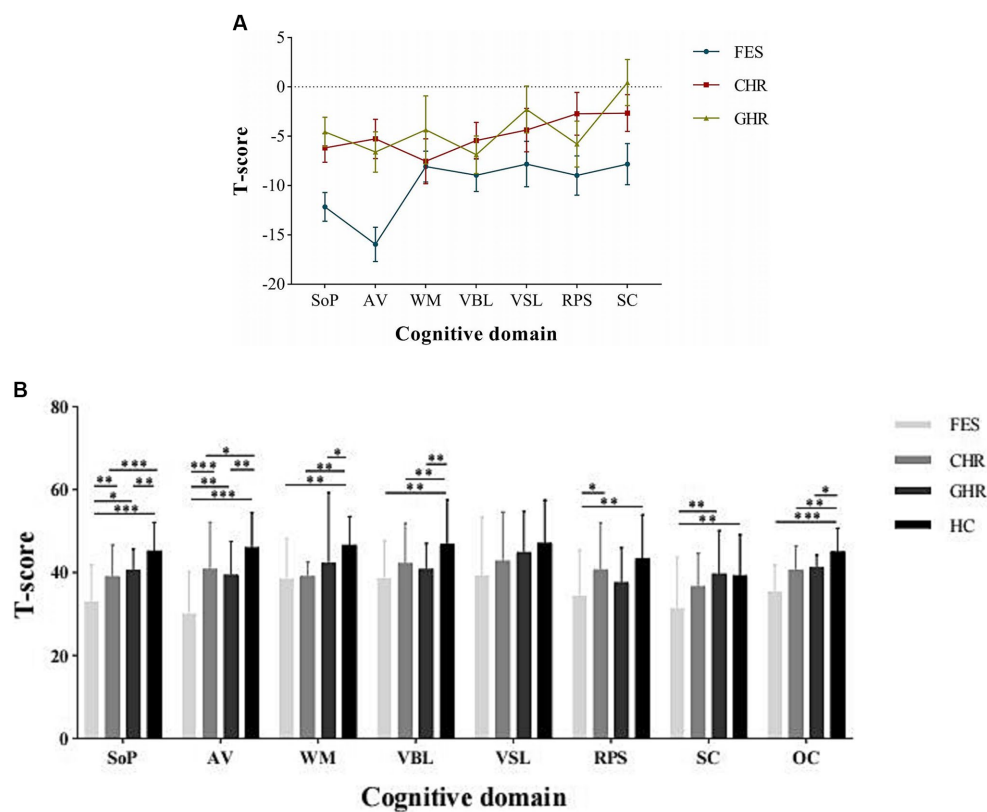 A
5
0
-5
-10
-15
-20
T-score
SoP AV WM VBL VSL RPS SC
Cognitive domain
FES
CHR
GHR
B
80
60
40
20
0
T-score
*** * *
*** ** ** **
** ** ** ** ** * ** *
* *** ** ** ** ** **
*** ***
SoP AV WM VBL VSL RPS SC OC
Cognitive domain
FES
CHR
GHR
HC